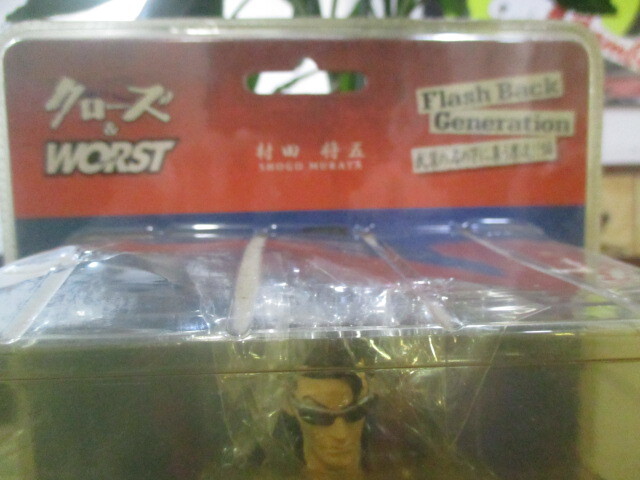 クローズ
&
WORST
村田 将五
SHOGO MURATA
Flash Back
Generation